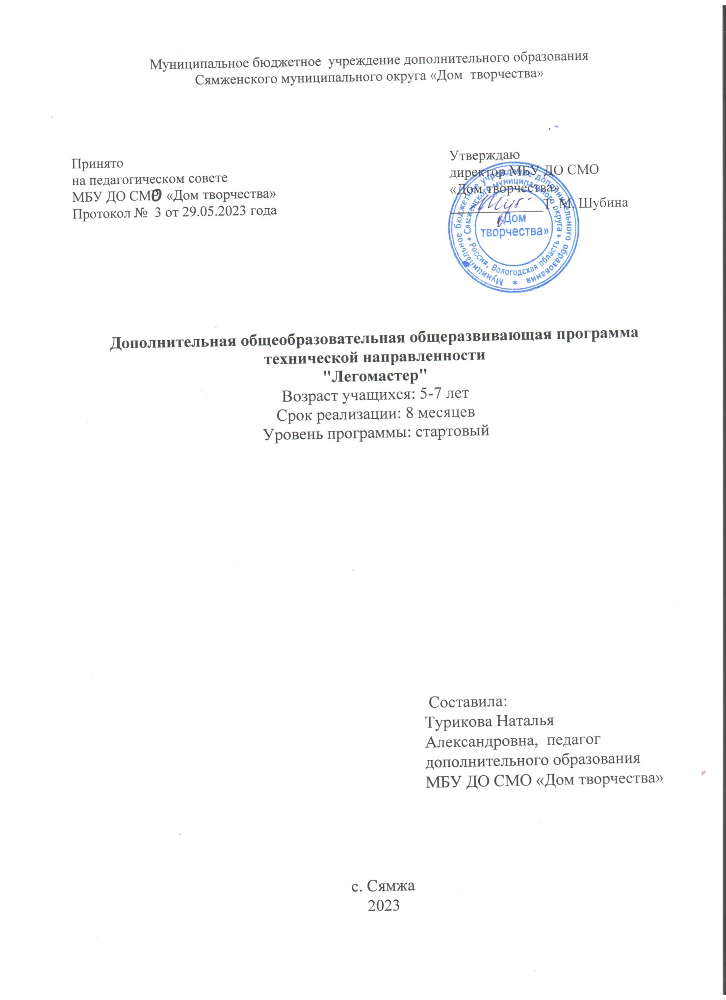 Муниципальное бюджетное  учреждение дополнительного образования
Сямженского муниципального округа «Дом  творчества»
Принято
на педагогическом совете
МБУ ДО СМО «Дом творчества»
Протокол №  3 от 29.05.2023 года
Утверждаю
директор МБУ ДО СМО
«Дом творчества»
______________Т. М. Шубина
Муниципальное бюджетное учреждение дополнительного образования *
* Сямженского муниципального округа * Россия, Вологодская область
«Дом
творчества»
Дополнительная общеобразовательная общеразвивающая программа
технической направленности
"Легомастер"
Возраст учащихся: 5-7 лет
Срок реализации: 8 месяцев
Уровень программы: стартовый
Составила:
Турикова Наталья
Александровна,  педагог
дополнительного образования
МБУ ДО СМО «Дом творчества»
с. Сямжа
2023